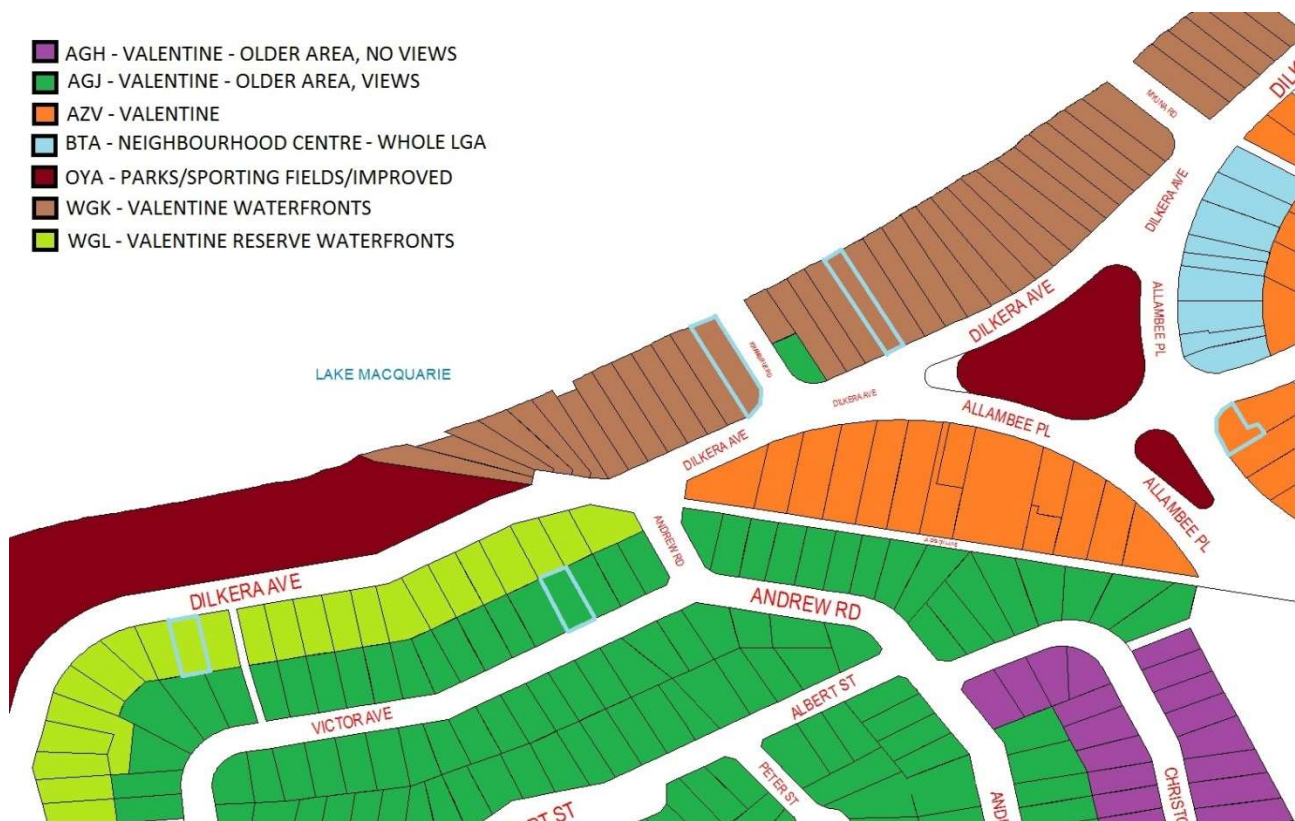 AGH - VALENTINE - OLDER AREA, NO VIEWS
AGJ - VALENTINE - OLDER AREA, VIEWS
AZV - VALENTINE
BTA - NEIGHBOURHOOD CENTRE - WHOLE LGA
OYA - PARKS/SPORTING FIELDS/IMPROVED
WGK - VALENTINE WATERFRONTS
WGL - VALENTINE RESERVE WATERFRONTS
MYUNA RD
DILKERA AVE
ALLAMBEE PL
DILKERA AVE
LAKE MACQUARIE
DILKERA AVE
ALLAMBEE PL
DILKERA AVE
ALLAMBEE PL
ANDREW RD
DILKERA AVE
ANDREW RD
ALBERT ST
VICTOR AVE
PETER ST